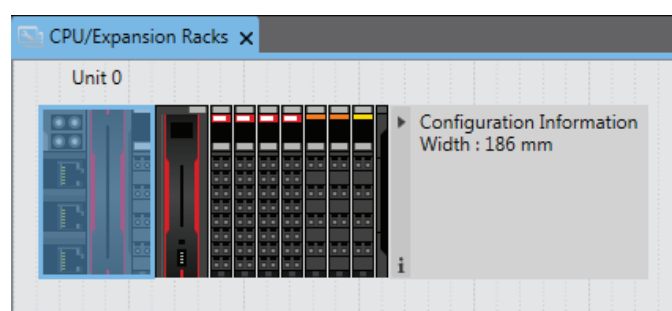 CPU/Expansion Racks
Unit 0
Configuration Information
Width : 186 mm
i